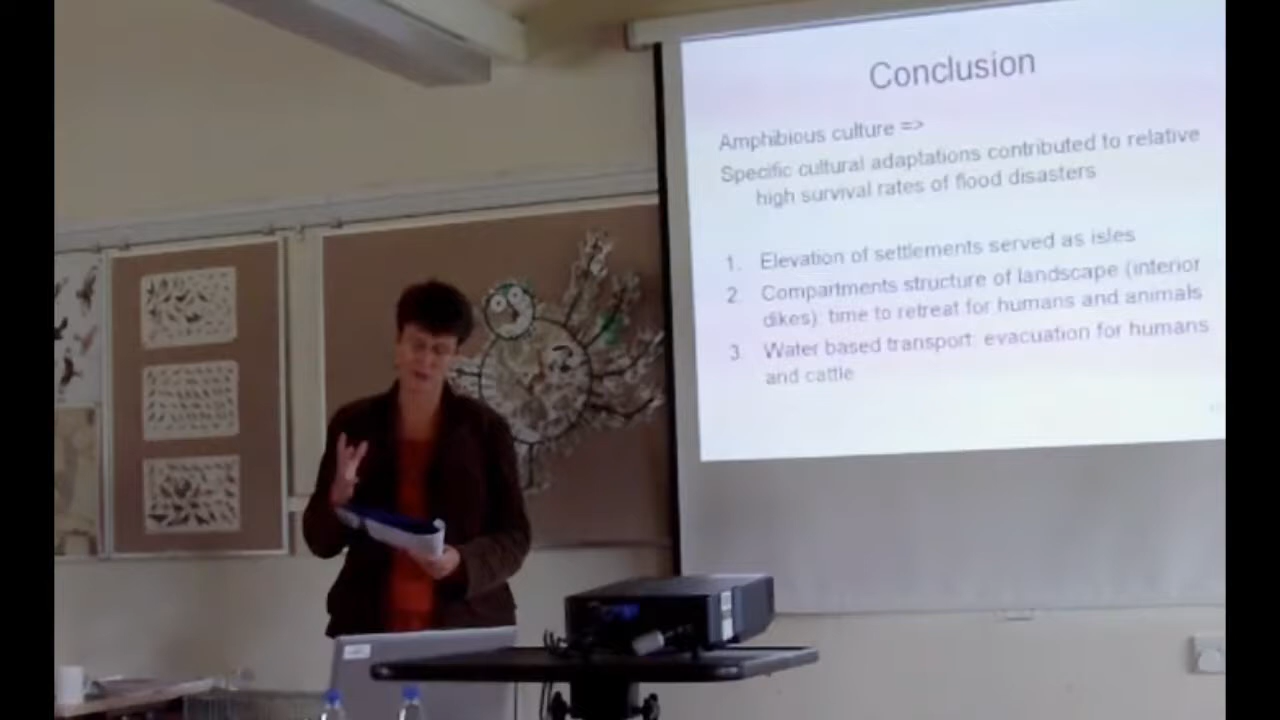 Conclusion
Amphibious culture =>
Specific cultural adaptations contributed to relative
high survival rates of flood disasters
1. Elevation of settlements served as isles
2. Compartments structure of landscape (interior
dikes): time to retreat for humans and animals
3. Water based transport: evacuation for humans
and cattle